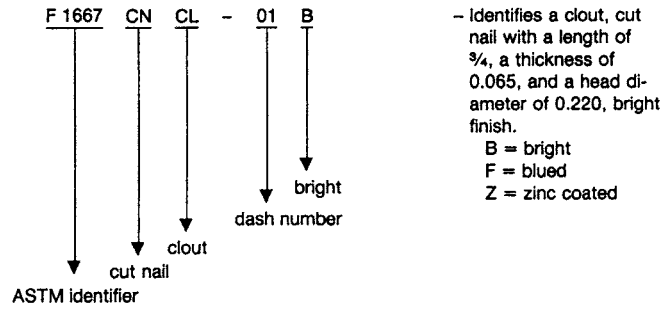 F 1667 CN CL - 01 B
bright
dash number
clout
cut nail
ASTM identifier
– Identifies a clout, cut
nail with a length of
¾, a thickness of
0.065, and a head di-
ameter of 0.220, bright
finish.
B = bright
F = blued
Z = zinc coated